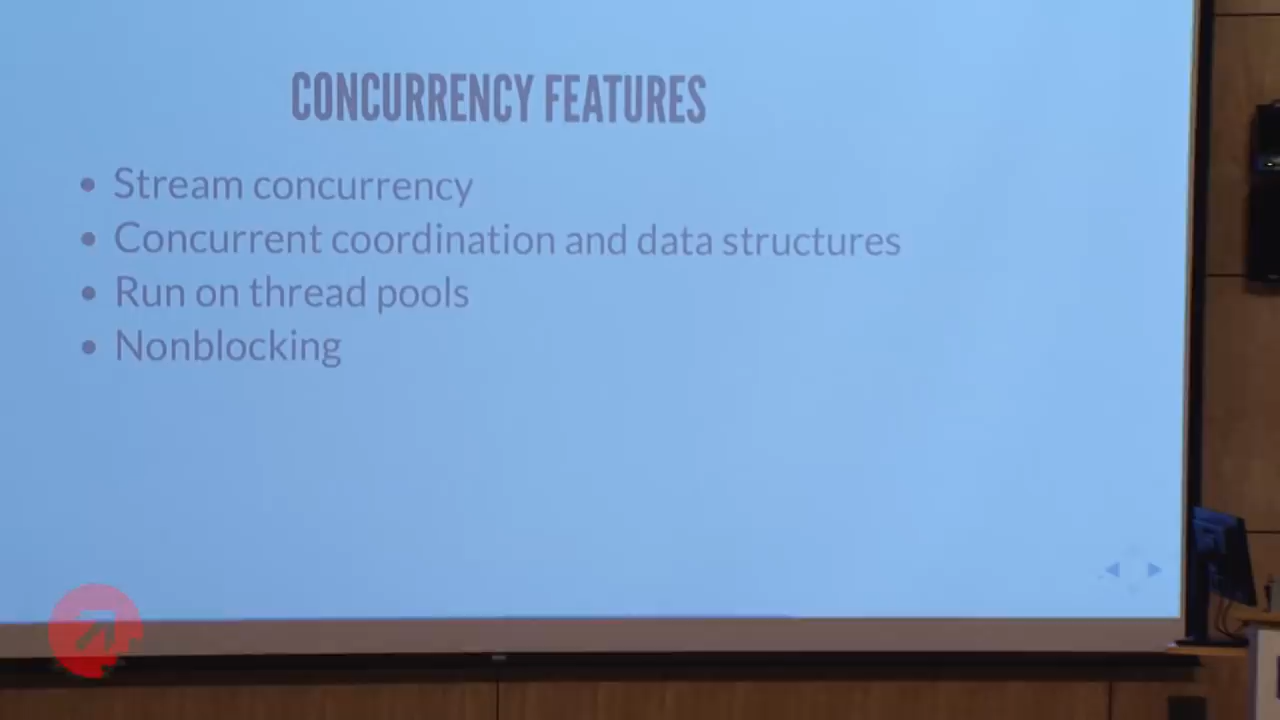 CONCURRENCY FEATURES
Stream concurrency
Concurrent coordination and data structures
Run on thread pools
Nonblocking